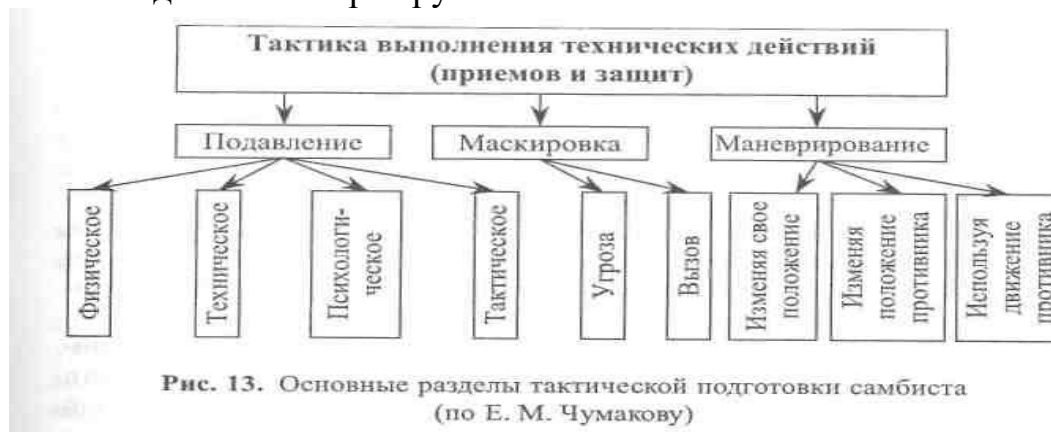 Тактика выполнения технических действий
(приемов и защит)
Подавление
Маскировка
Маневрирование
Физическое
Техническое
Психологи-
ческое
Тактическое
Угроза
Вызов
Изменяя свое
положение
Изменяя
положение
противника
Используя
движение
противника
Рис. 13. Основные разделы тактической подготовки самбиста
(по Е. М. Чумакову)